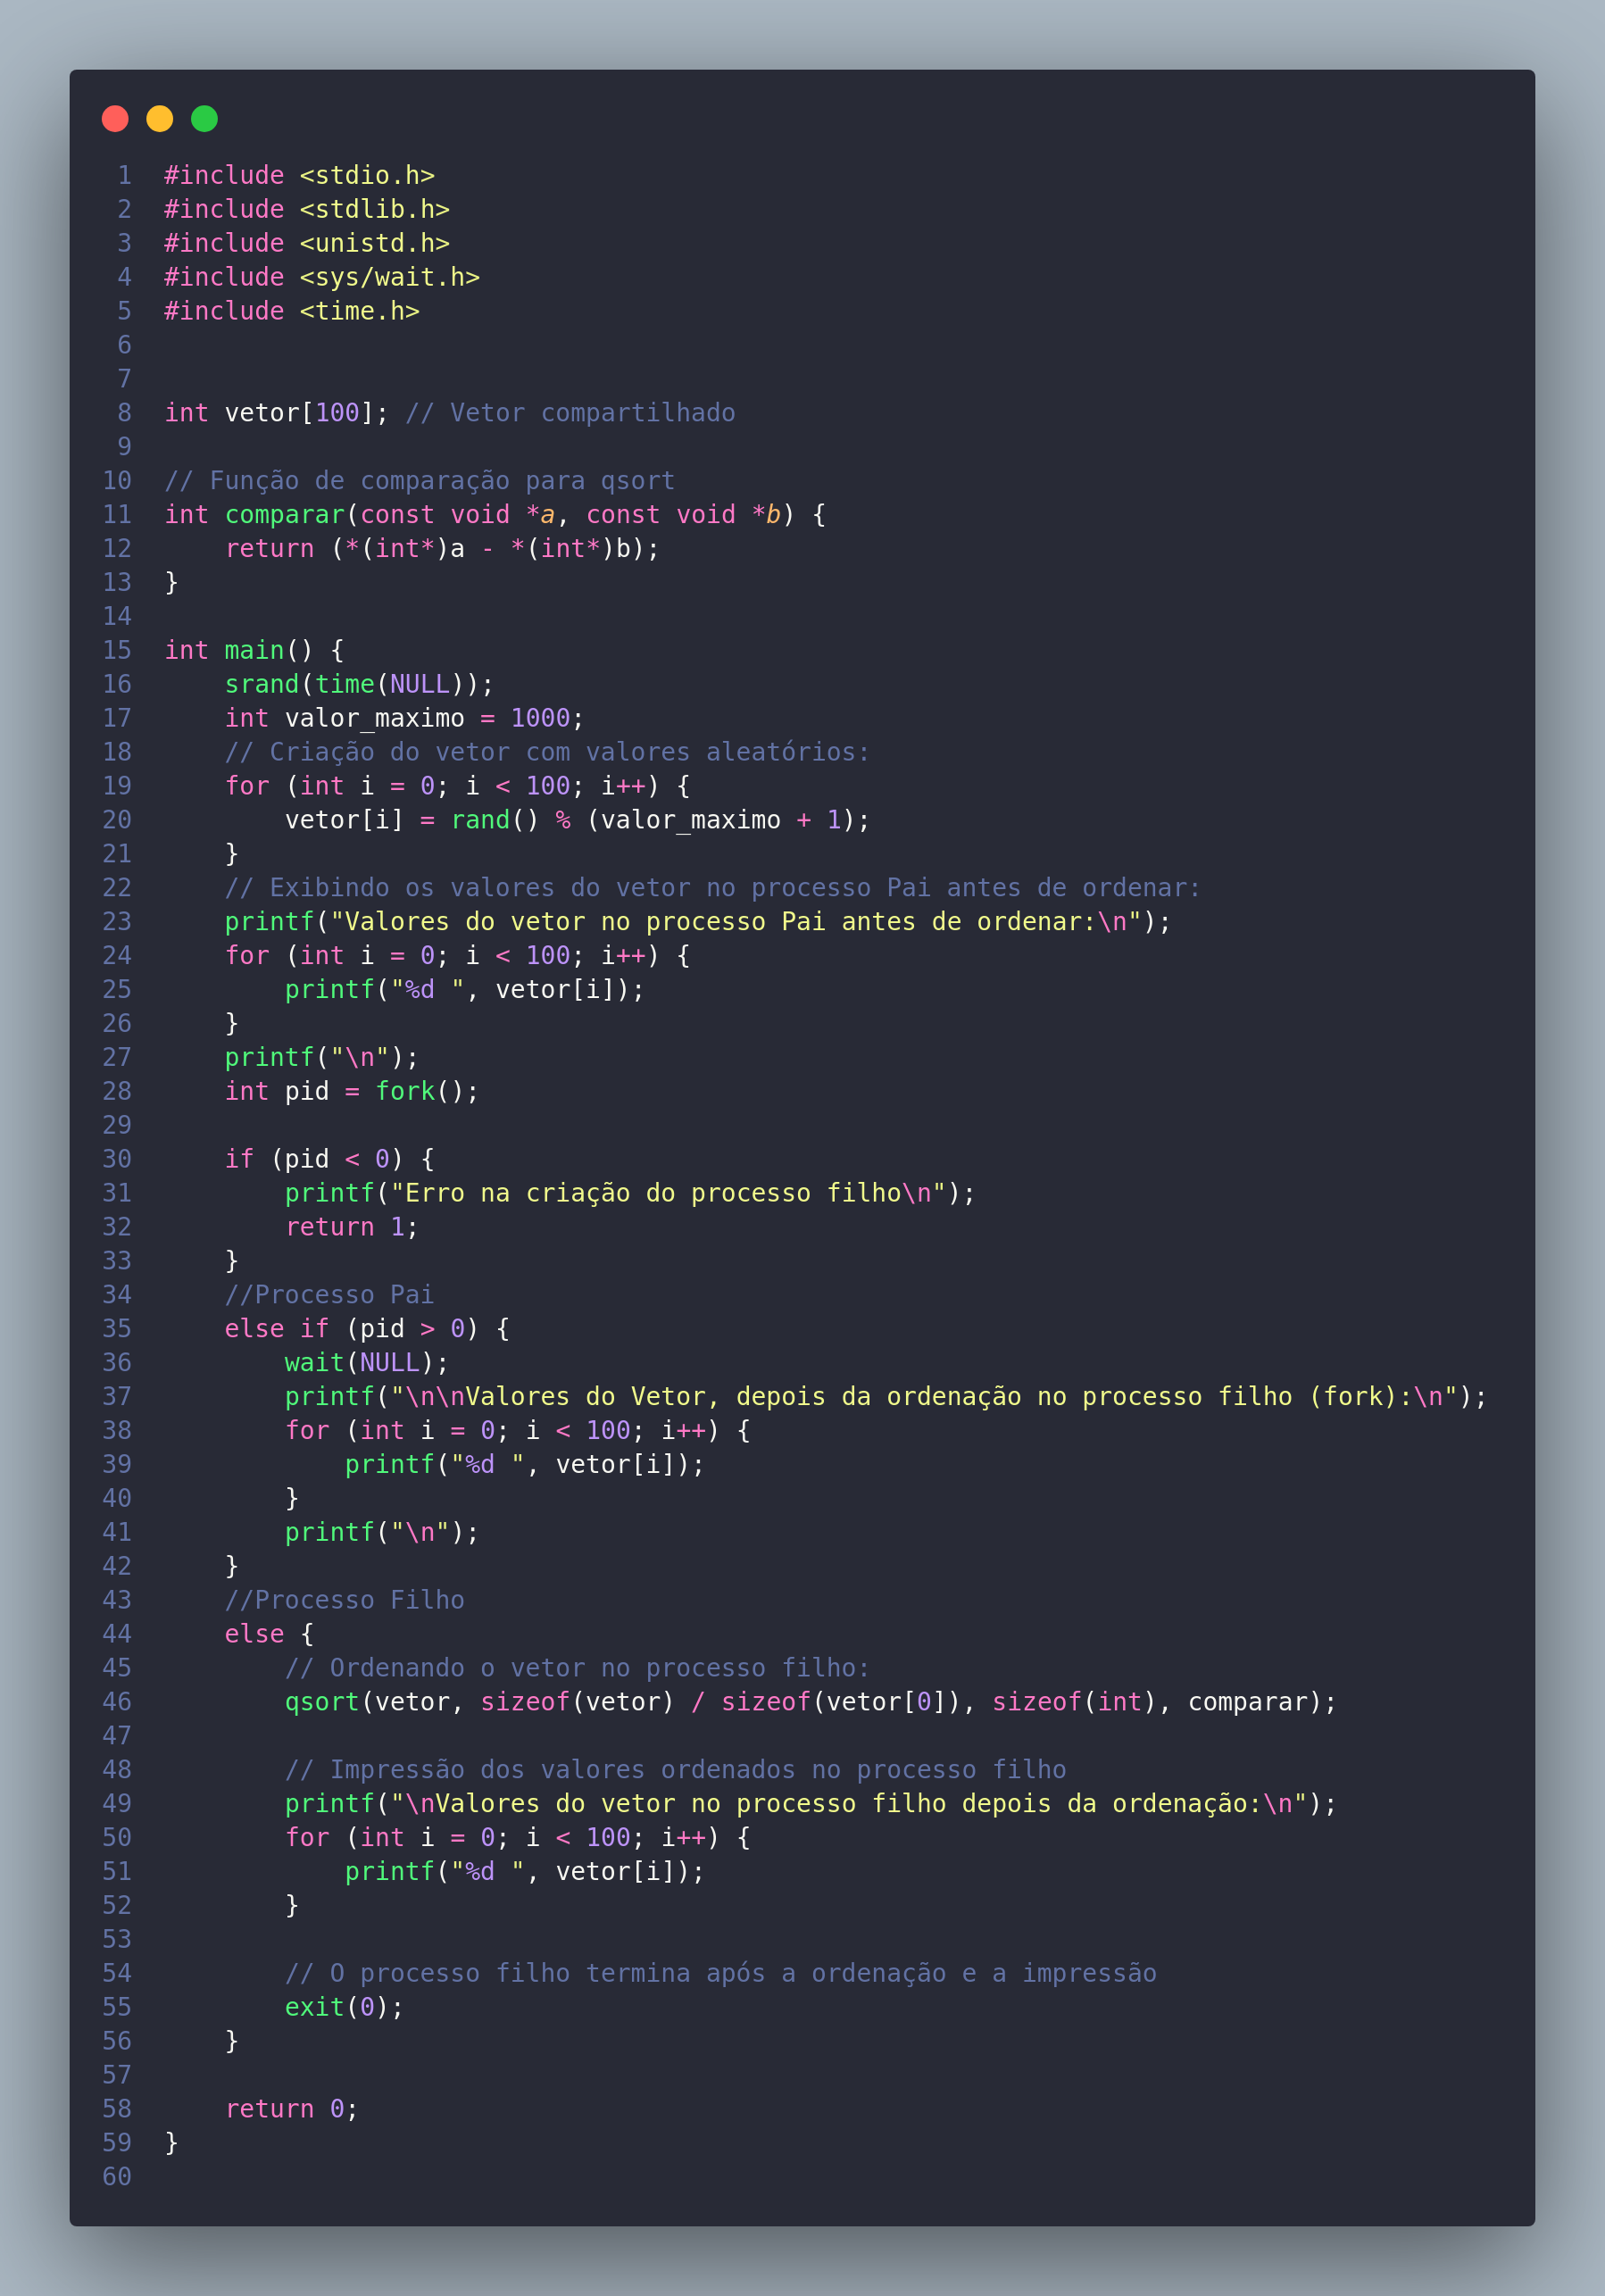 1 #include <stdio.h>
2 #include <stdlib.h>
3 #include <unistd.h>
4 #include <sys/wait.h>
5 #include <time.h>
6
7
8 int vetor[100]; // Vetor compartilhado
9
10 // Função de comparação para qsort
11 int comparar(const void *a, const void *b) {
12     return (*(int*)a - *(int*)b);
13 }
14
15 int main() {
16     srand(time(NULL));
17     int valor_maximo = 1000;
18     // Criação do vetor com valores aleatórios:
19     for (int i = 0; i < 100; i++) {
20         vetor[i] = rand() % (valor_maximo + 1);
21     }
22     // Exibindo os valores do vetor no processo Pai antes de ordenar:
23     printf("Valores do vetor no processo Pai antes de ordenar:\n");
24     for (int i = 0; i < 100; i++) {
25         printf("%d ", vetor[i]);
26     }
27     printf("\n");
28     int pid = fork();
29
30     if (pid < 0) {
31         printf("Erro na criação do processo filho\n");
32         return 1;
33     }
34     //Processo Pai
35     else if (pid > 0) {
36         wait(NULL);
37         printf("\n\nValores do Vetor, depois da ordenação no processo filho (fork):\n");
38         for (int i = 0; i < 100; i++) {
39             printf("%d ", vetor[i]);
40         }
41         printf("\n");
42     }
43     //Processo Filho
44     else {
45         // Ordenando o vetor no processo filho:
46         qsort(vetor, sizeof(vetor) / sizeof(vetor[0]), sizeof(int), comparar);
47
48         // Impressão dos valores ordenados no processo filho
49         printf("\nValores do vetor no processo filho depois da ordenação:\n");
50         for (int i = 0; i < 100; i++) {
51             printf("%d ", vetor[i]);
52         }
53
54         // O processo filho termina após a ordenação e a impressão
55         exit(0);
56     }
57
58     return 0;
59 }
60